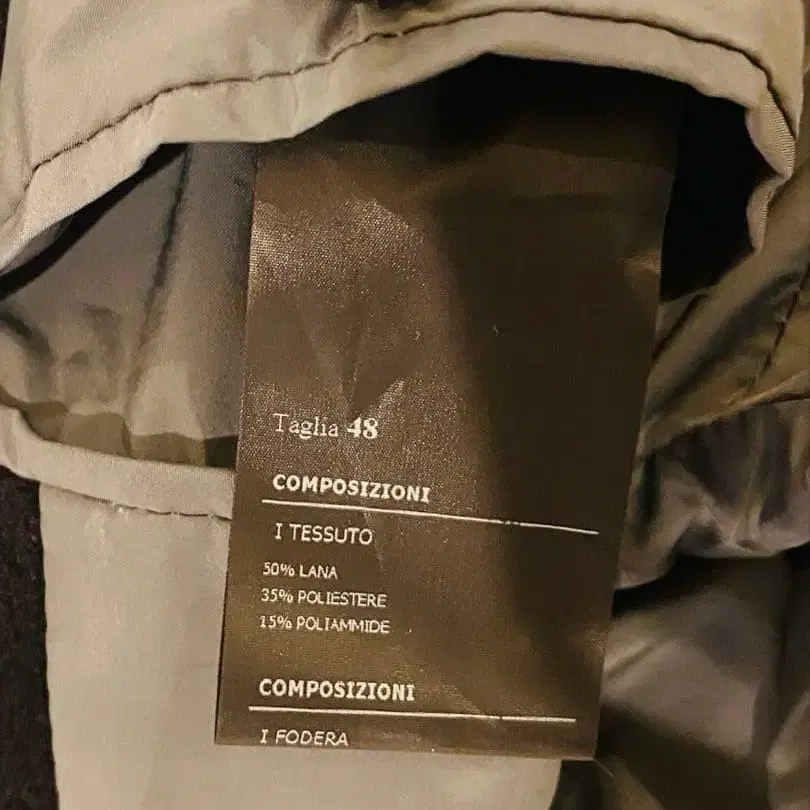 Taglia 48
COMPOSIZIONI
I TESSUTO
50% LANA
35% POLIESTERE
15% POLIAMMIDE
COMPOSIZIONI
I FODERA